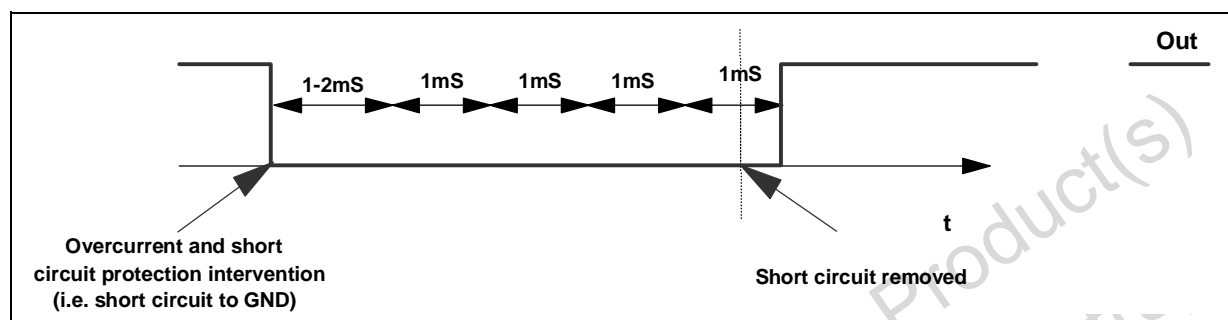 Out
1-2mS
1mS
1mS
1mS
1mS
t
Overcurrent and short
circuit protection intervention
(i.e. short circuit to GND)
Short circuit removed
Product(s)